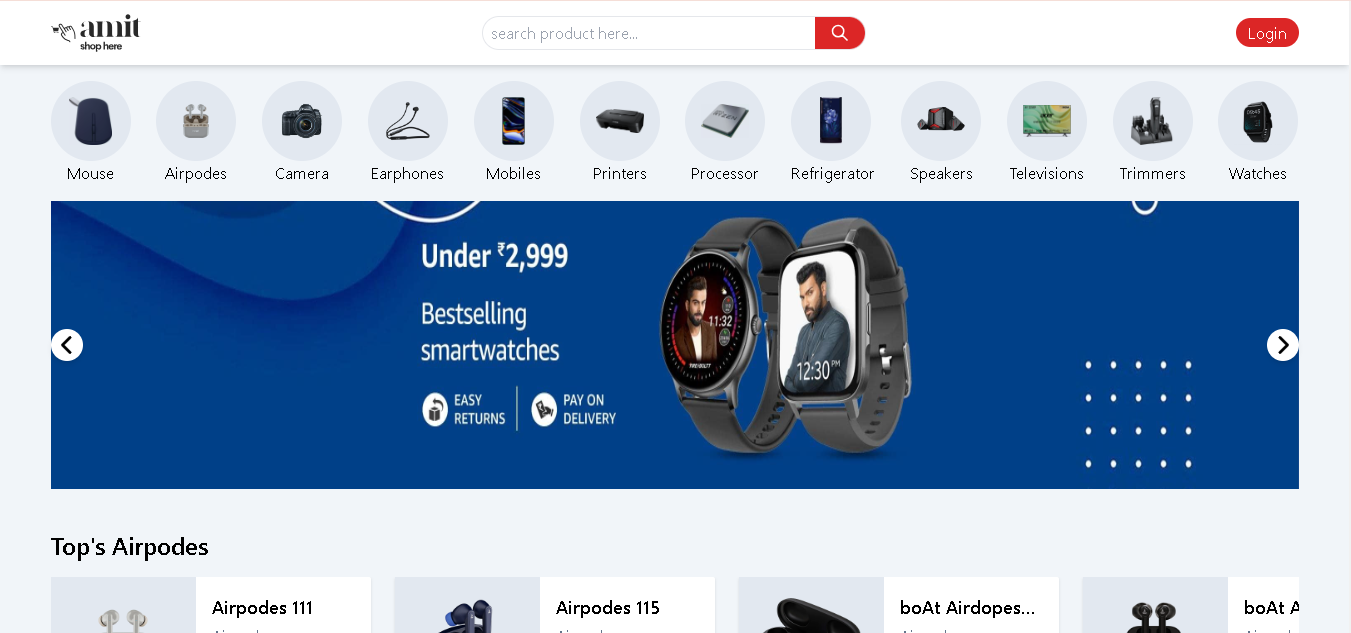 amit
shop here
search product here...
Login
Mouse
Airpodes
Camera
Earphones
Mobiles
Printers
Processor
Refrigerator
Speakers
Televisions
Trimmers
Watches
Under ₹2,999
Bestselling
smartwatches
EASY
RETURNS
PAY ON
DELIVERY
11:32
FIRE-BOLTT
12:30 PM
Top's Airpodes
Airpodes 111
Airpodes 115
boAt Airdopes...
boAt A